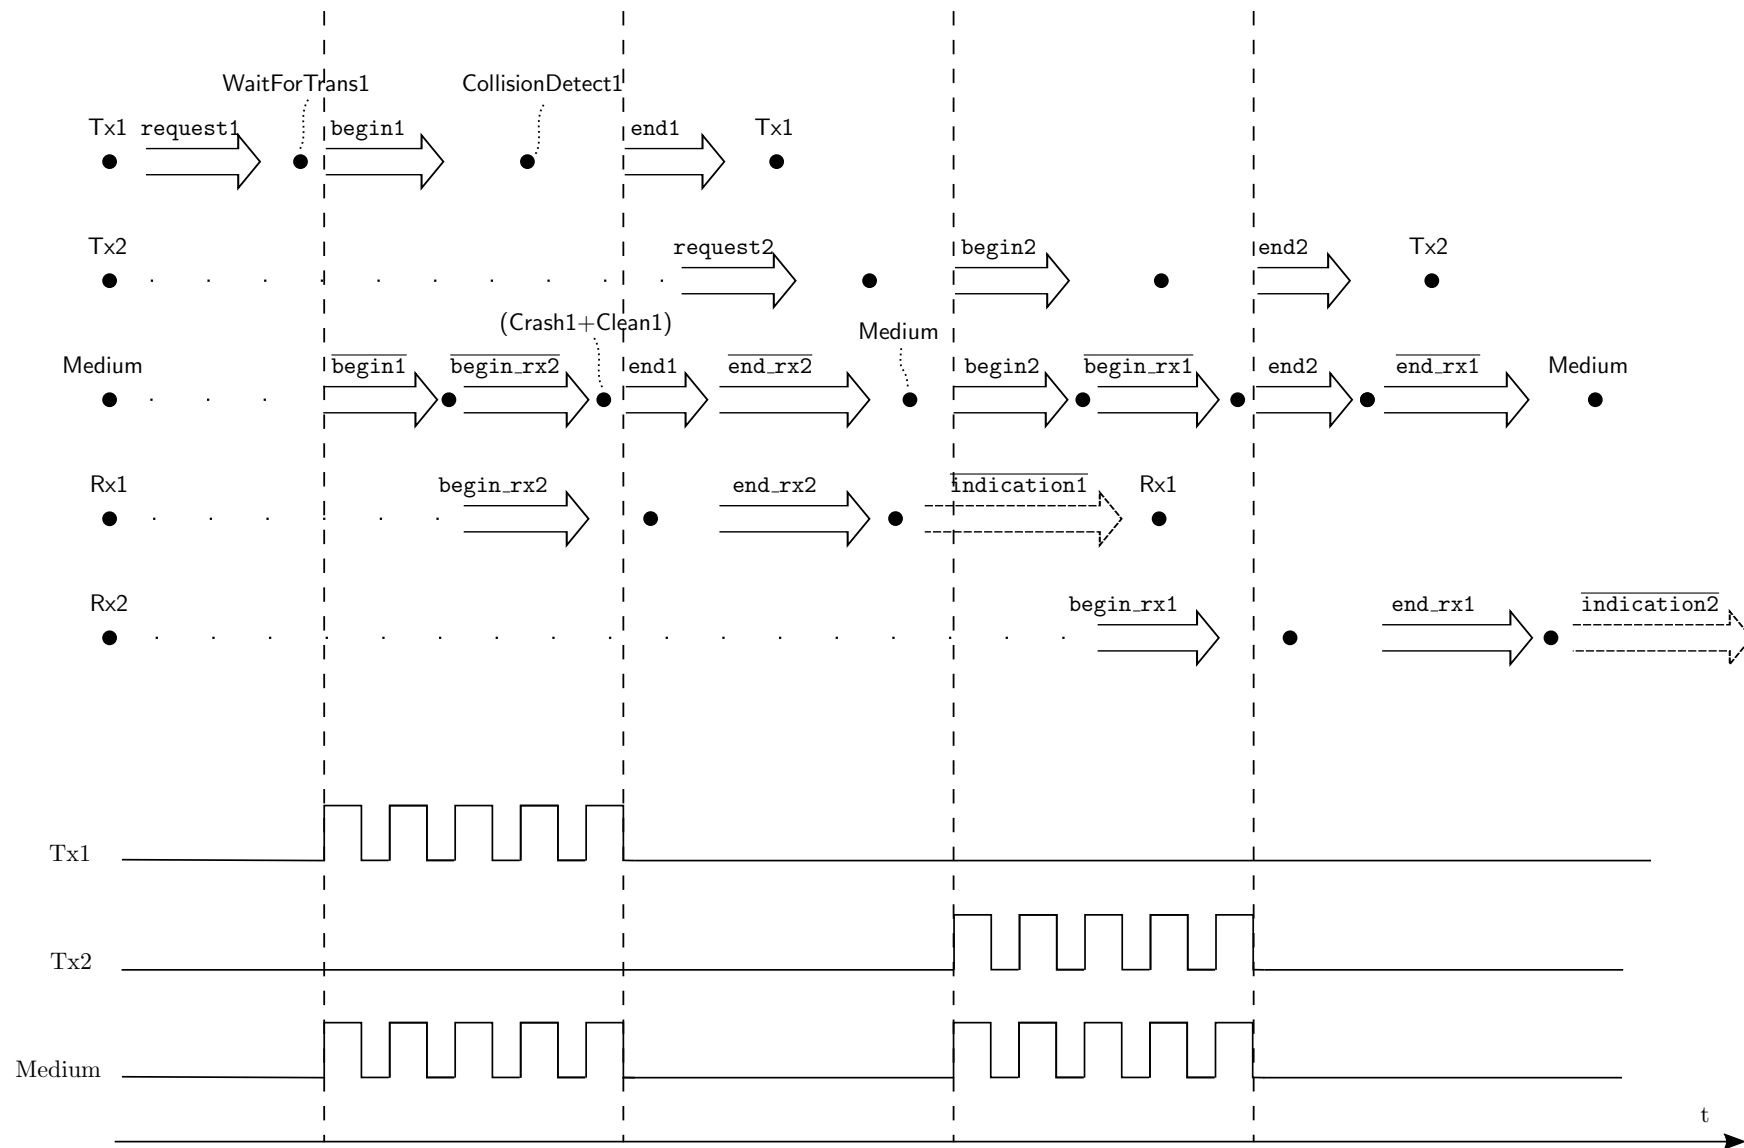 WaitForTrans1 CollisionDetect1
Tx1 request1 begin1 end1 Tx1
Tx2 request2 begin2 end2 Tx2
(Crash1+Clean1) Medium
Medium begin1 begin_rx2 end1 end_rx2 begin2 begin_rx1 end2 end_rx1 Medium
Rx1 begin_rx2 end_rx2 indication1 Rx1
Rx2 begin_rx1 end_rx1 indication2
Tx1
Tx2
Medium
t